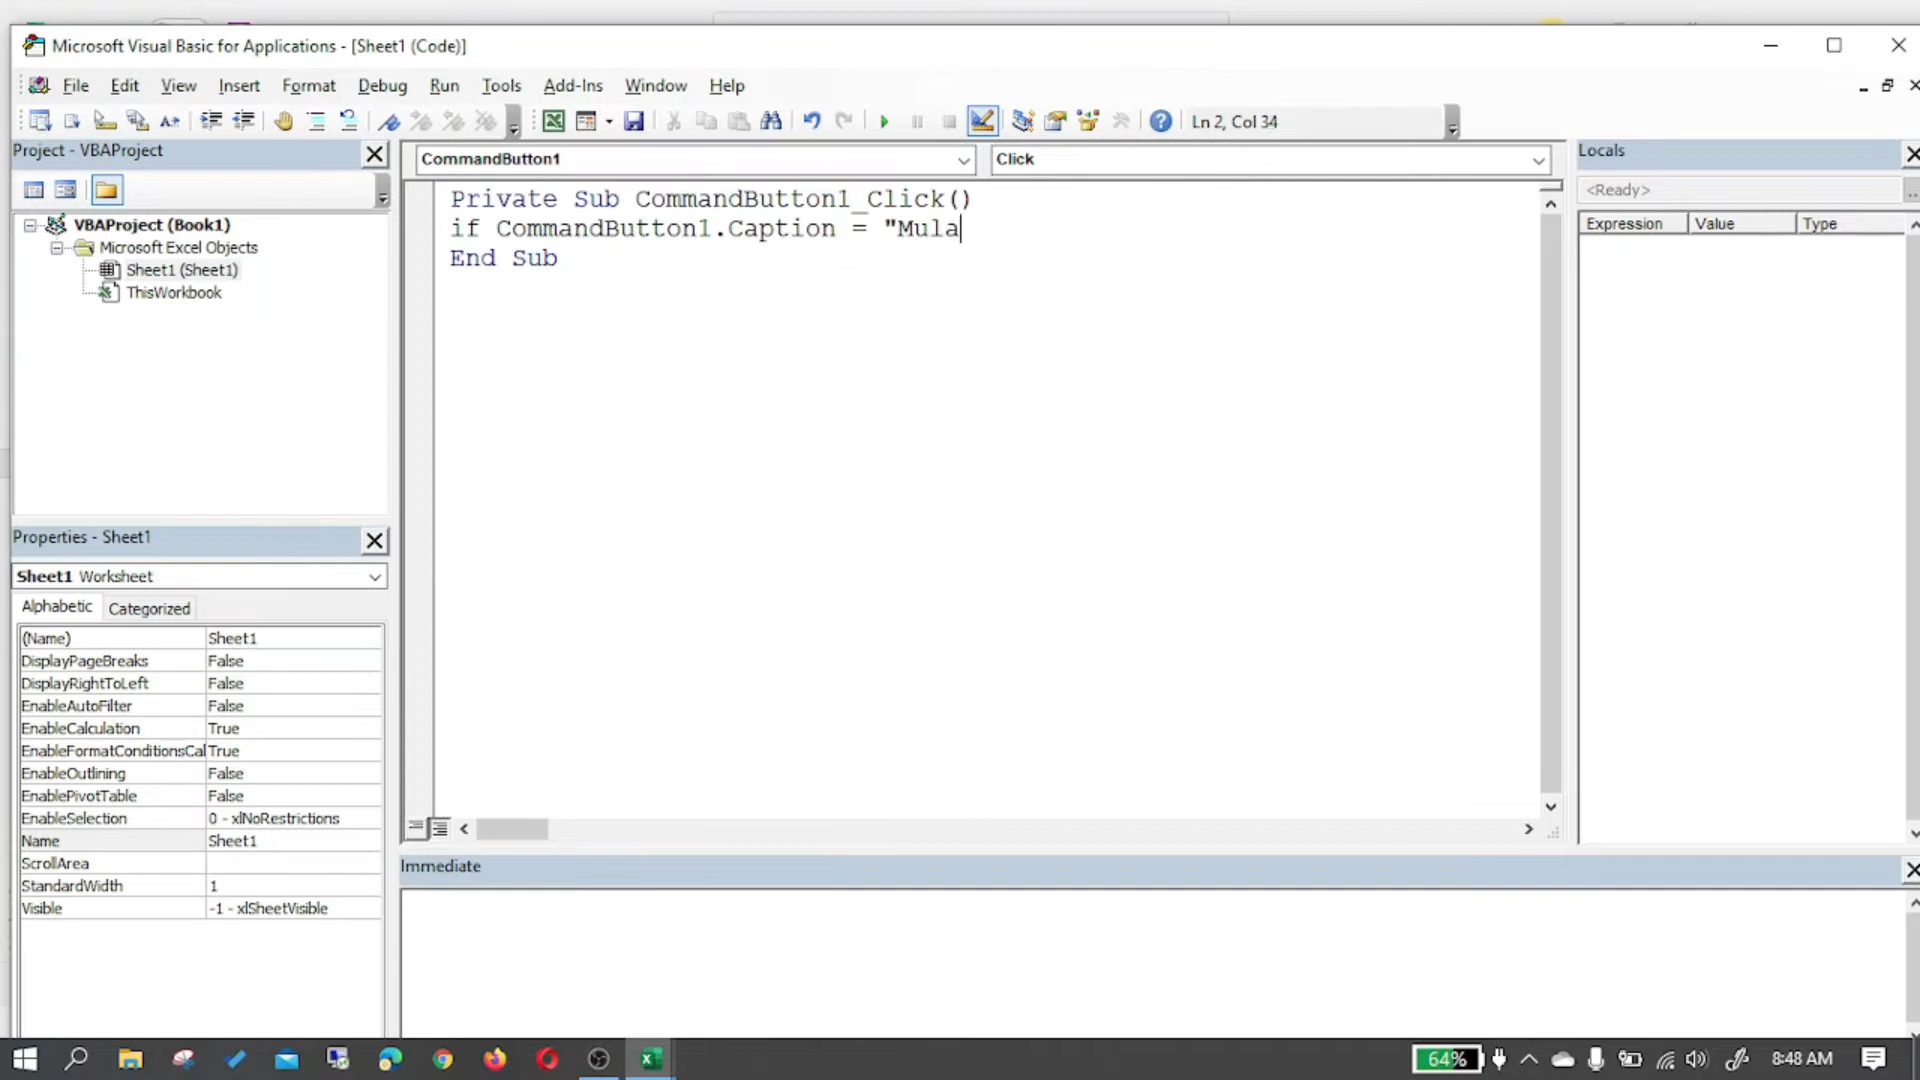 Microsoft Visual Basic for Applications - [Sheet1 (Code)]
File Edit View Insert Format Debug Run Tools Add-Ins Window Help
Ln 2, Col 34
Project - VBAProject
VBAProject (Book1)
Microsoft Excel Objects
Sheet1 (Sheet1)
ThisWorkbook
Properties - Sheet1
Sheet1 Worksheet
Alphabetic Categorized
(Name) Sheet1
DisplayPageBreaks False
DisplayRightToLeft False
EnableAutoFilter False
EnableCalculation True
EnableFormatConditionsCal True
EnableOutlining False
EnablePivotTable False
EnableSelection 0 - xlNoRestrictions
Name Sheet1
ScrollArea
StandardWidth 1
Visible -1 - xlSheetVisible
CommandButton1 Click
Private Sub CommandButton1_Click()
if CommandButton1.Caption = "Mula
End Sub
Locals
<Ready>
Expression Value Type
Immediate
64% 8:48 AM